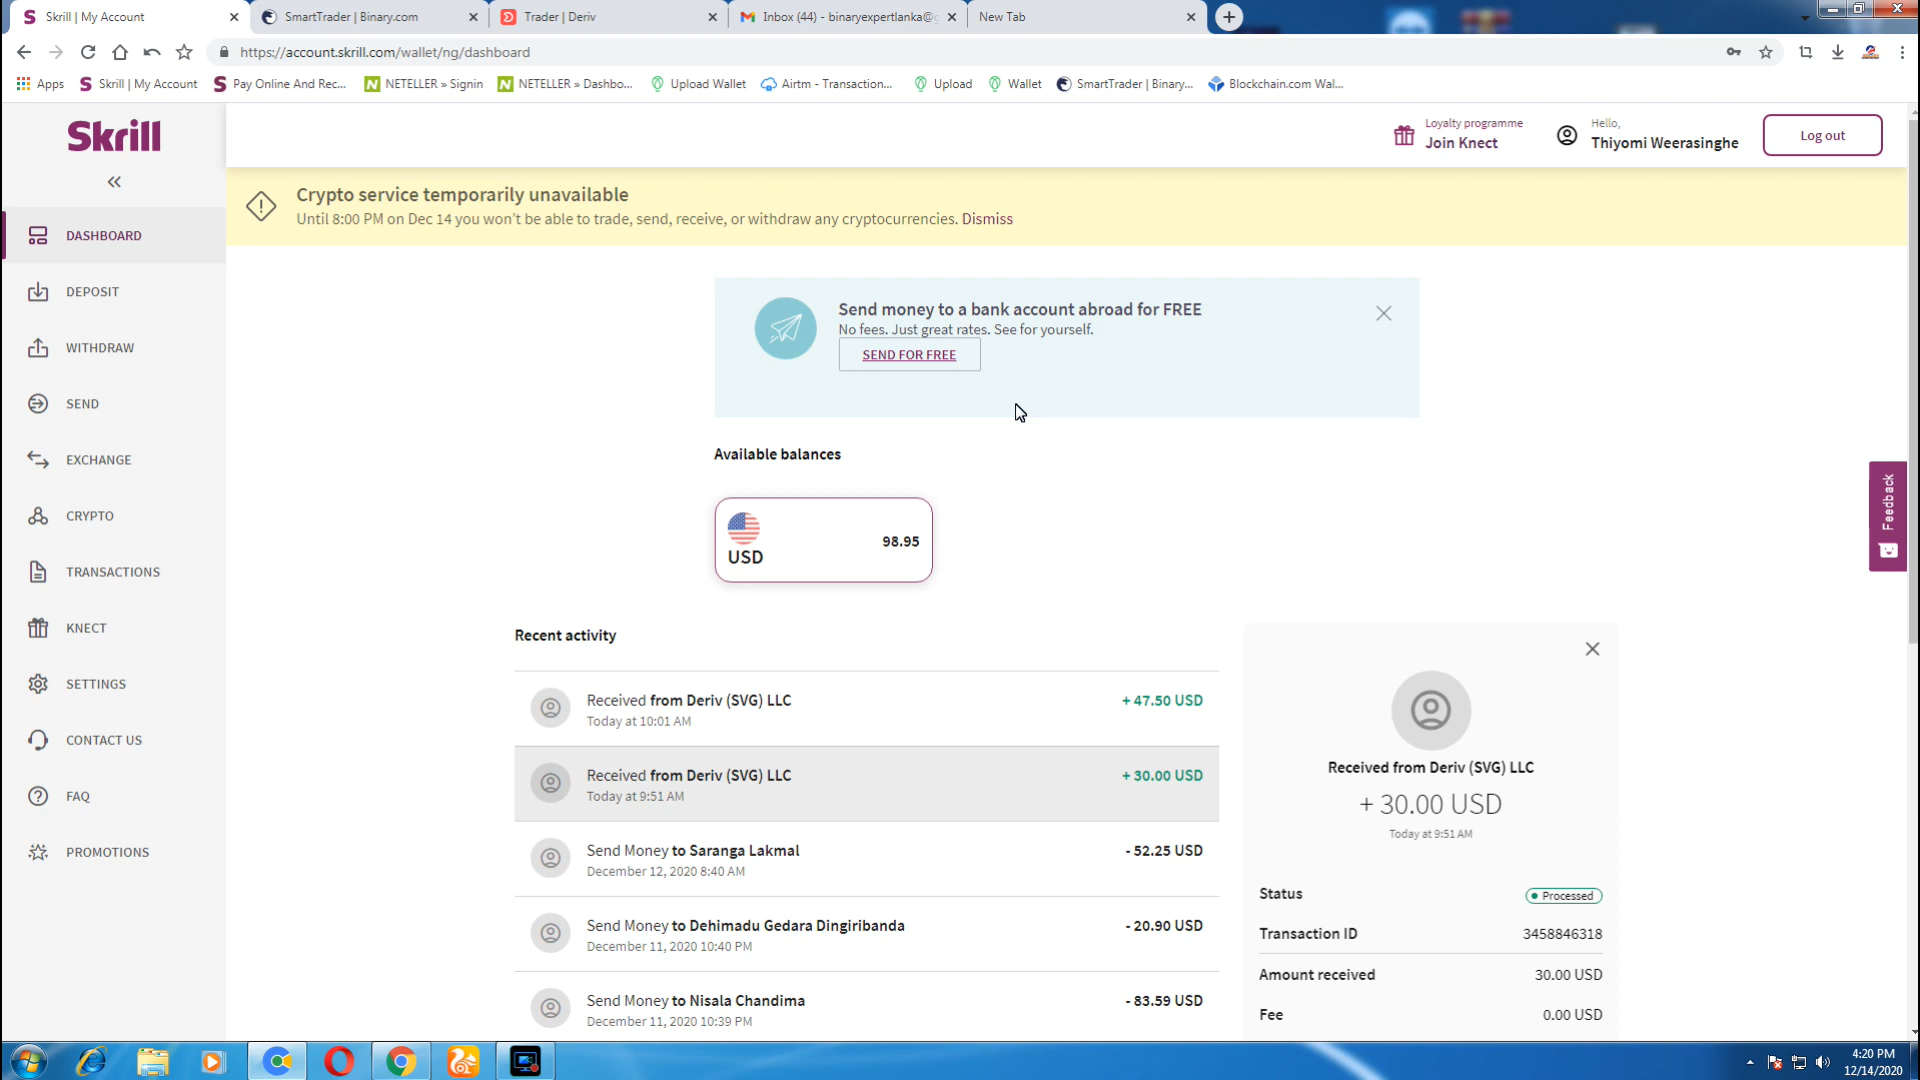 Skrill | My Account
SmartTrader | Binary.com
Trader | Deriv
Inbox (44) - binaryexpertlanka@
New Tab
https://account.skrill.com/wallet/ng/dashboard
Apps
Skrill | My Account
Pay Online And Rec...
NETELLER » Signin
NETELLER » Dashbo...
Upload Wallet
Airtm - Transaction...
Upload
Wallet
SmartTrader | Binary...
Blockchain.com Wal...
Skrill
Loyalty programme
Join Knect
Hello,
Thiyomi Weerasinghe
Log out
DASHBOARD
DEPOSIT
WITHDRAW
SEND
EXCHANGE
CRYPTO
TRANSACTIONS
KNECT
SETTINGS
CONTACT US
FAQ
PROMOTIONS
Crypto service temporarily unavailable
Until 8:00 PM on Dec 14 you won't be able to trade, send, receive, or withdraw any cryptocurrencies. Dismiss
Send money to a bank account abroad for FREE
No fees. Just great rates. See for yourself.
SEND FOR FREE
Available balances
USD
98.95
Feedback
Recent activity
Received from Deriv (SVG) LLC
+ 47.50 USD
Today at 10:01 AM
Received from Deriv (SVG) LLC
+ 30.00 USD
Today at 9:51 AM
Send Money to Saranga Lakmal
- 52.25 USD
December 12, 2020 8:40 AM
Send Money to Dehimadu Gedara Dingiribanda
- 20.90 USD
December 11, 2020 10:40 PM
Send Money to Nisala Chandima
- 83.59 USD
December 11, 2020 10:39 PM
Received from Deriv (SVG) LLC
+ 30.00 USD
Today at 9:51 AM
Status
Processed
Transaction ID
3458846318
Amount received
30.00 USD
Fee
0.00 USD
4:20 PM
12/14/2020